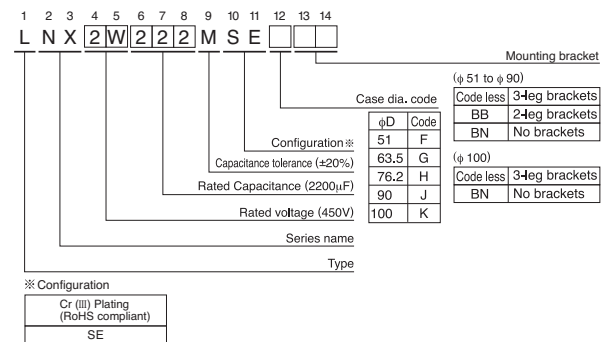 1 2 3 4 5 6 7 8 9 10 11 12 13 14
L N X 2 W 2 2 2 M S E
Mounting bracket
(φ 51 to φ 90)
Code less 3-leg brackets
BB 2-leg brackets
BN No brackets
(φ 100)
Code less 3-leg brackets
BN No brackets
Case dia. code
φD Code
51 F
63.5 G
76.2 H
90 J
100 K
Configuration※
Capacitance tolerance (±20%)
Rated Capacitance (2200μF)
Rated voltage (450V)
Series name
Type
※Configuration
Cr (III) Plating
(RoHS compliant)
SE